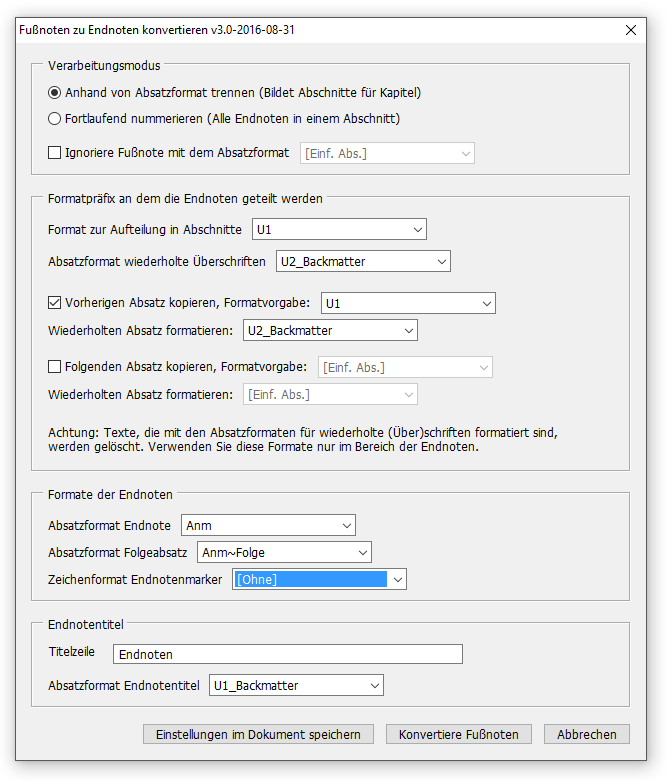 Fußnoten zu Endnoten konvertieren v3.0-2016-08-31
Verarbeitungsmodus
Anhand von Absatzformat trennen (Bildet Abschnitte für Kapitel)
Fortlaufend nummerieren (Alle Endnoten in einem Abschnitt)
Ignoriere Fußnote mit dem Absatzformat [Einf. Abs.]
Formatpräfix an dem die Endnoten geteilt werden
Format zur Aufteilung in Abschnitte U1
Absatzformat wiederholte Überschriften U2_Backmatter
Vorherigen Absatz kopieren, Formatvorgabe: U1
Wiederholten Absatz formatieren: U2_Backmatter
Folgenden Absatz kopieren, Formatvorgabe: [Einf. Abs.]
Wiederholten Absatz formatieren: [Einf. Abs.]
Achtung: Texte, die mit den Absatzformaten für wiederholte (Über)schriften formatiert sind,
werden gelöscht. Verwenden Sie diese Formate nur im Bereich der Endnoten.
Formate der Endnoten
Absatzformat Endnote Anm
Absatzformat Folgeabsatz Anm~Folge
Zeichenformat Endnotenmarker [Ohne]
Endnotentitel
Titelzeile Endnoten
Absatzformat Endnotentitel U1_Backmatter
Einstellungen im Dokument speichern Konvertiere Fußnoten Abbrechen